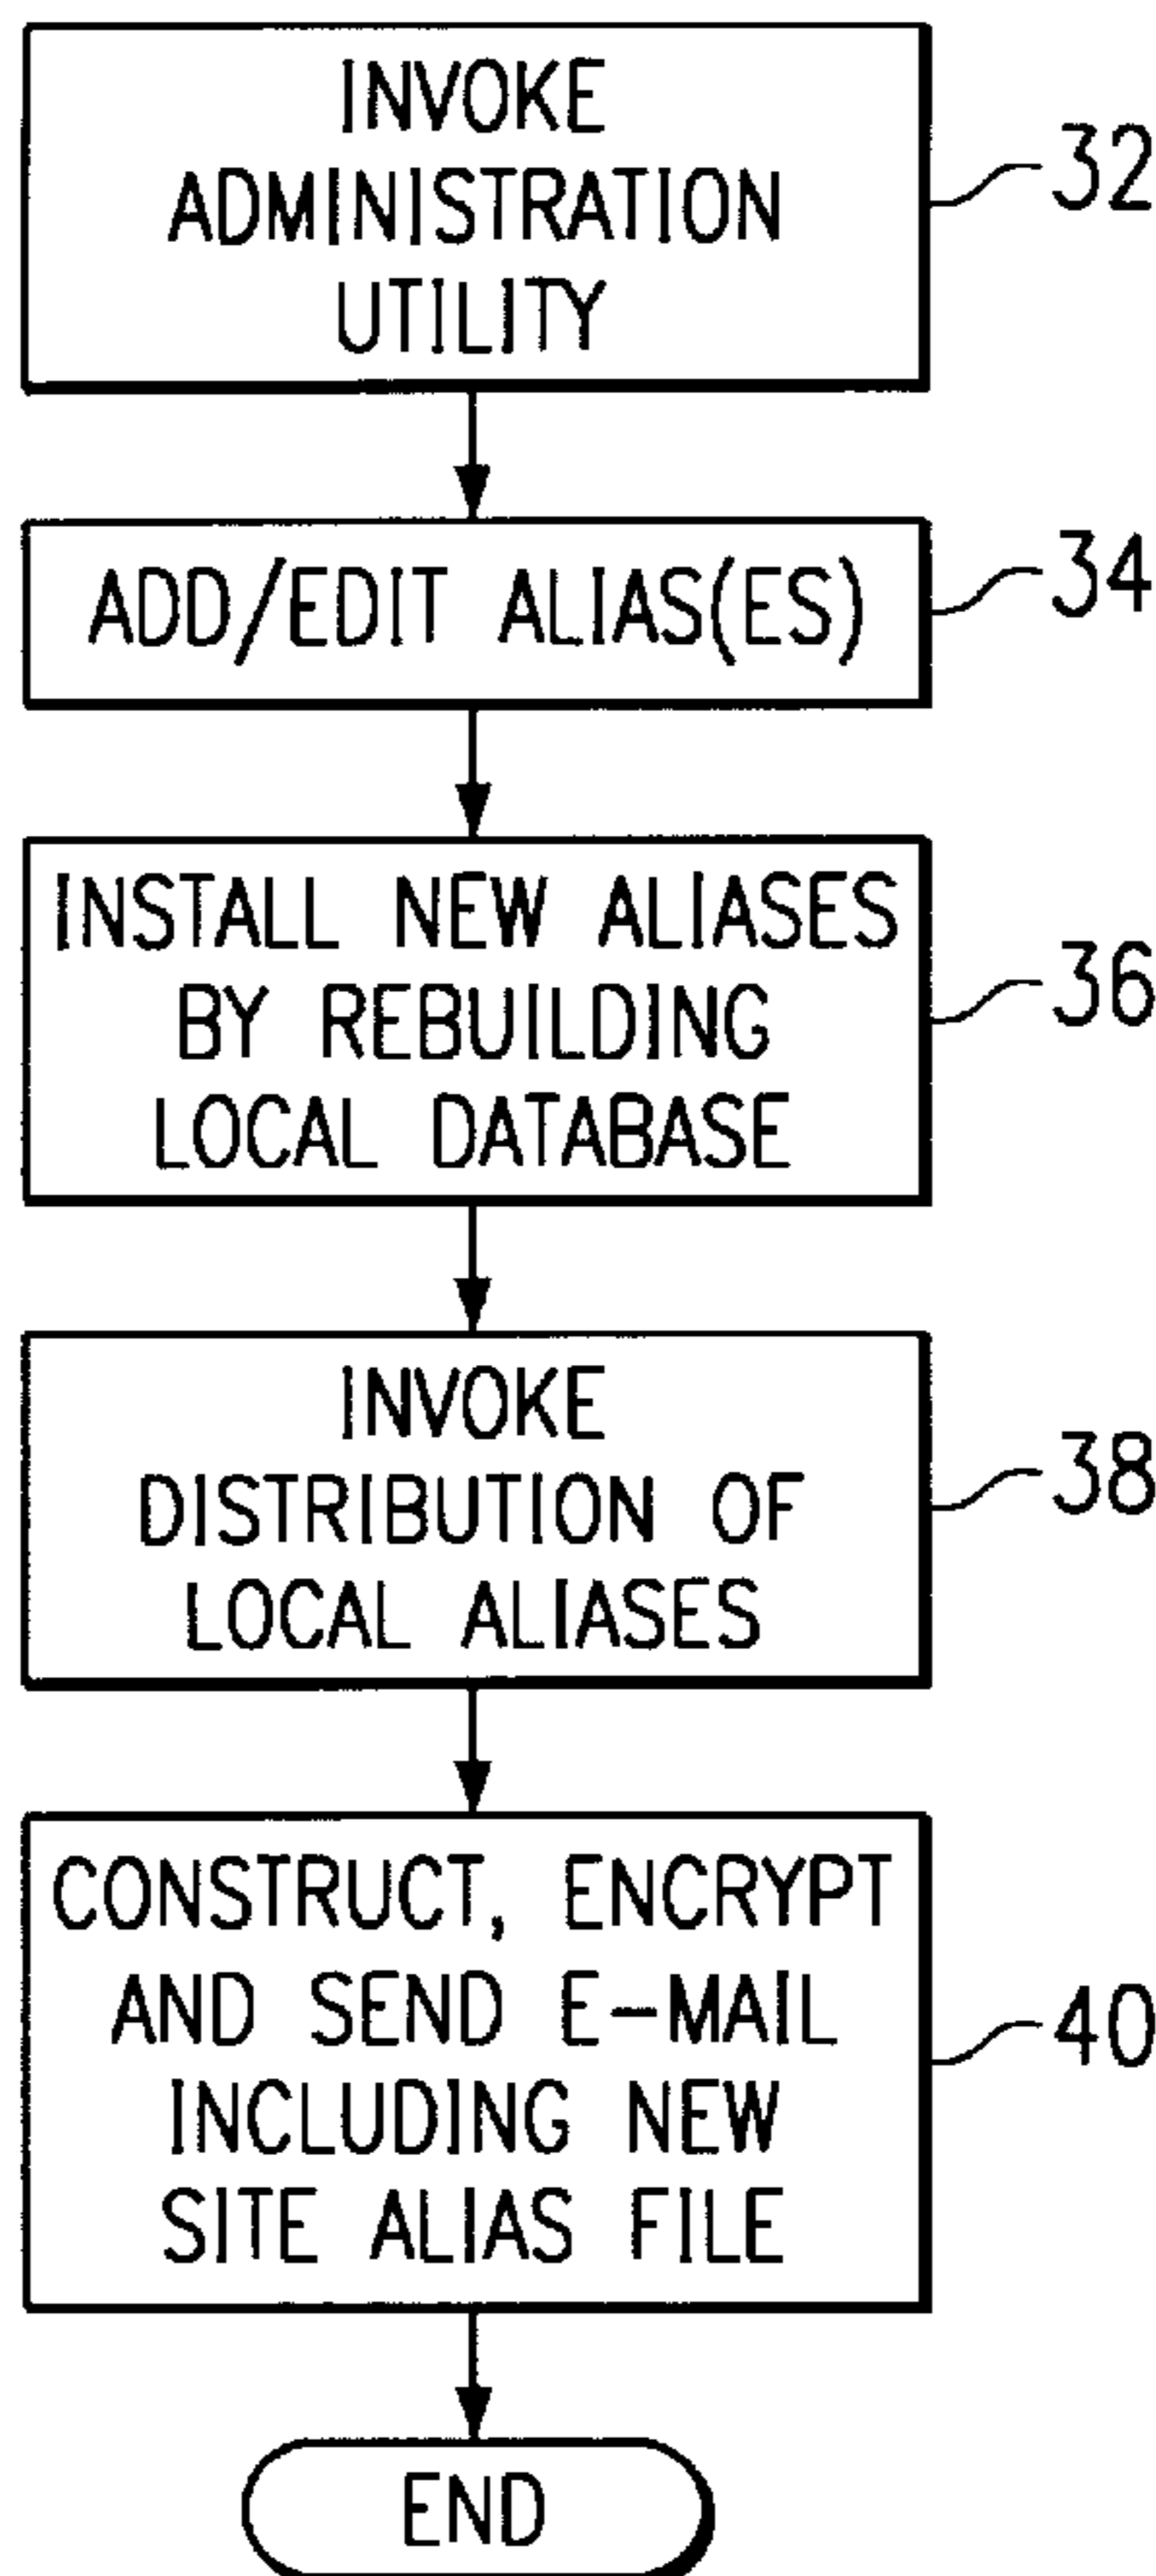 INVOKE
ADMINISTRATION
UTILITY
32
ADD/EDIT ALIAS(ES)
34
INSTALL NEW ALIASES
BY REBUILDING
LOCAL DATABASE
36
INVOKE
DISTRIBUTION OF
LOCAL ALIASES
38
CONSTRUCT, ENCRYPT
AND SEND E-MAIL
INCLUDING NEW
SITE ALIAS FILE
40
END